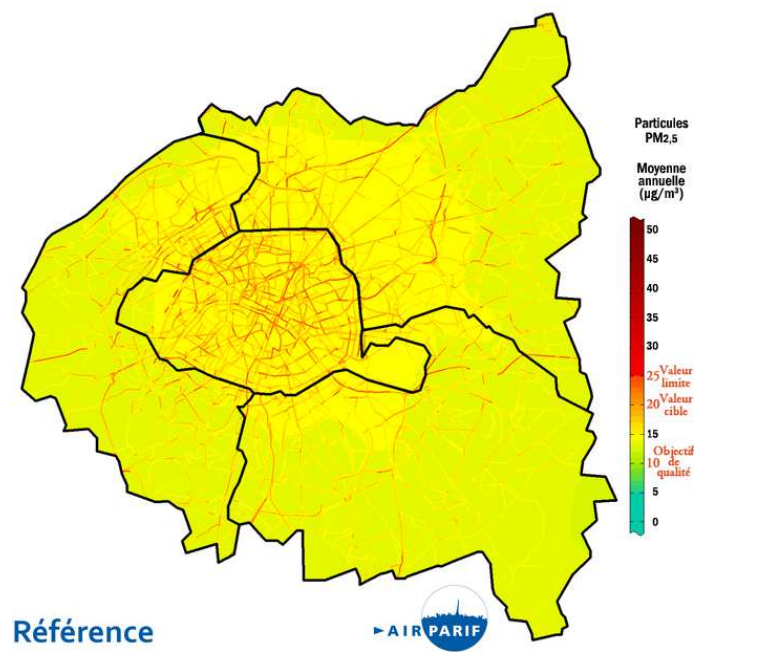 Particules
PM2,5
Moyenne
annuelle
(µg/m³)
50
45
40
35
30
25 Valeur
limite
20 Valeur
cible
15
Objectif
10 de
qualité
5
0
Référence
AIRPARIF